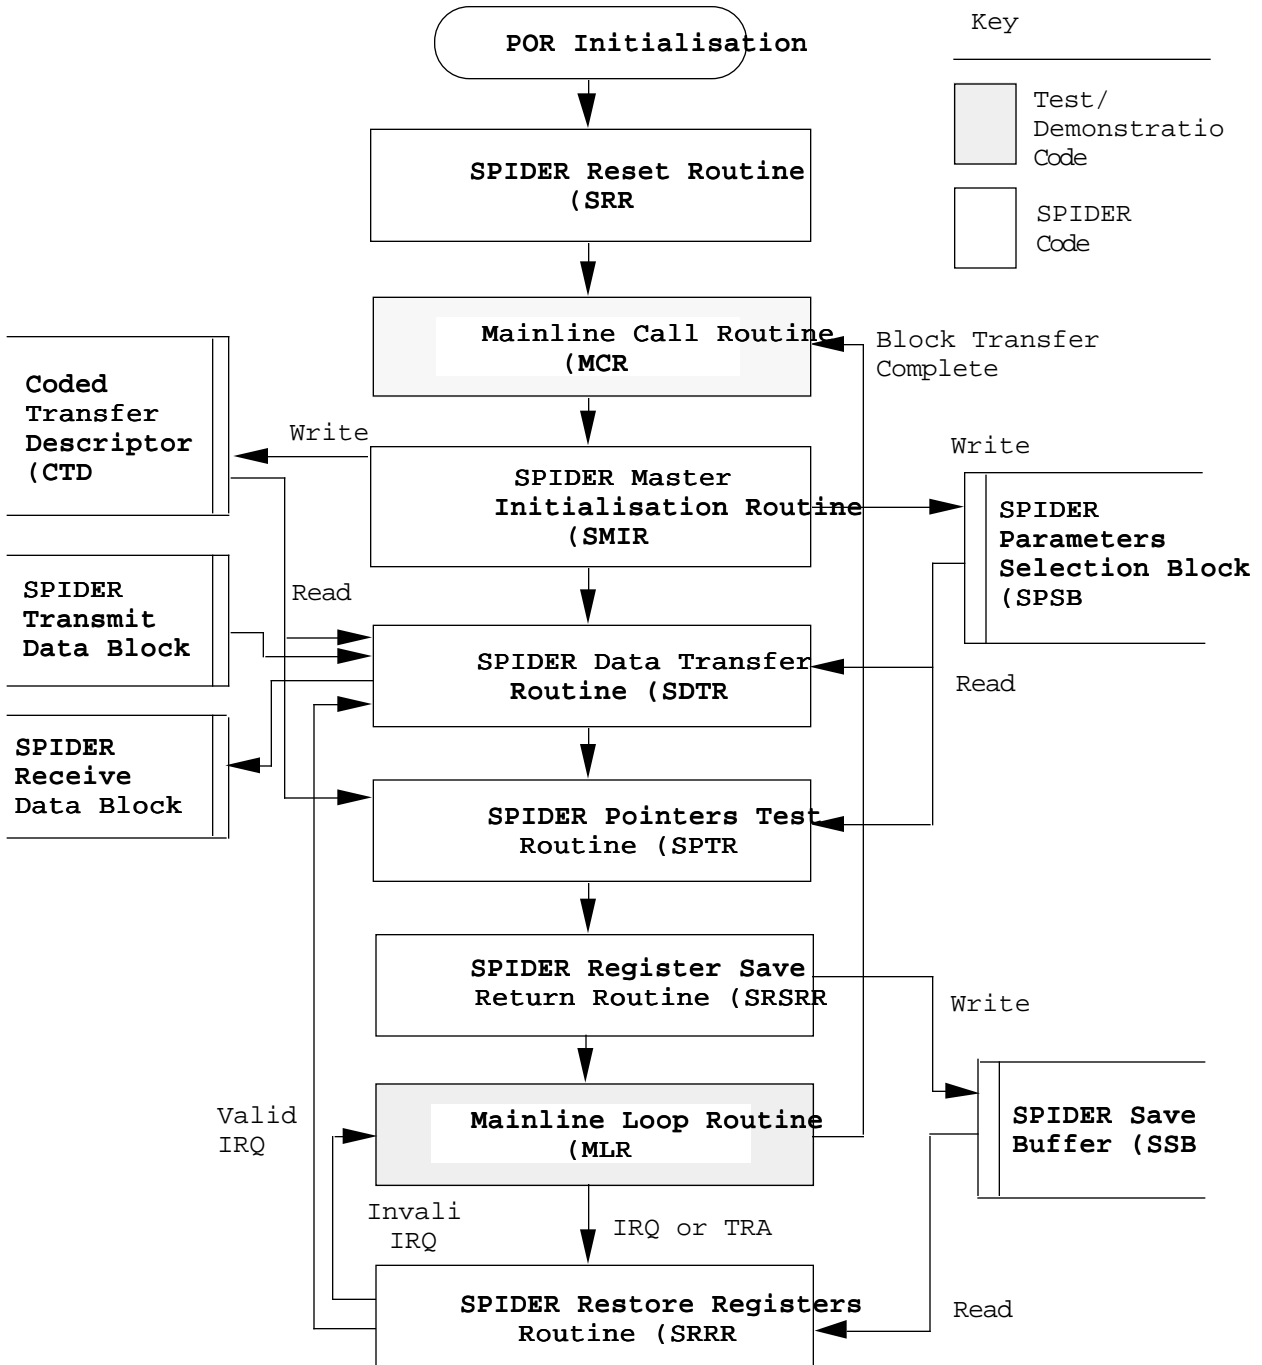 POR Initialisation
Key
Test/
Demonstratio
Code
SPIDER
Code
SPIDER Reset Routine
(SRR
Mainline Call Routine
(MCR
Block Transfer
Complete
Coded
Transfer
Descriptor
(CTD
Write
SPIDER Master
Initialisation Routine
(SMIR
Write
SPIDER
Parameters
Selection Block
(SPSB
SPIDER
Transmit
Data Block
Read
SPIDER Data Transfer
Routine (SDTR
Read
SPIDER
Receive
Data Block
SPIDER Pointers Test
Routine (SPTR
SPIDER Register Save
Return Routine (SRSRR
Write
Valid
IRQ
Mainline Loop Routine
(MLR
SPIDER Save
Buffer (SSB
Invali
IRQ
IRQ or TRA
SPIDER Restore Registers
Routine (SRRR
Read